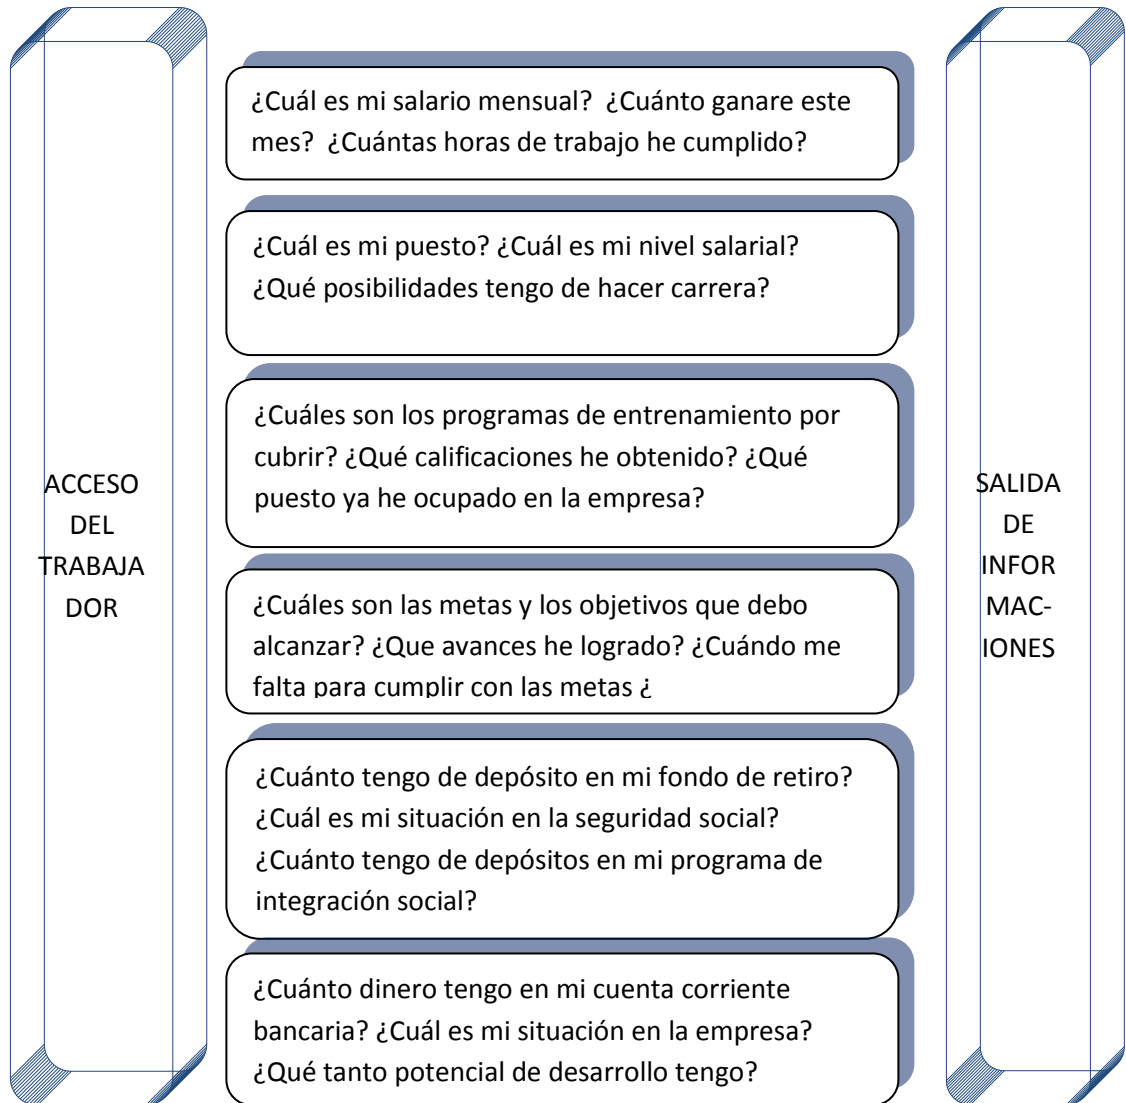 ¿Cuál es mi salario mensual?  ¿Cuánto ganare este
mes?  ¿Cuántas horas de trabajo he cumplido?
¿Cuál es mi puesto? ¿Cuál es mi nivel salarial?
¿Qué posibilidades tengo de hacer carrera?
¿Cuáles son los programas de entrenamiento por
cubrir? ¿Qué calificaciones he obtenido? ¿Qué
puesto ya he ocupado en la empresa?
ACCESO
DEL
TRABAJA
DOR
SALIDA
DE
INFOR
MAC-
IONES
¿Cuáles son las metas y los objetivos que debo
alcanzar? ¿Que avances he logrado? ¿Cuándo me
falta para cumplir con las metas ¿
¿Cuánto tengo de depósito en mi fondo de retiro?
¿Cuál es mi situación en la seguridad social?
¿Cuánto tengo de depósitos en mi programa de
integración social?
¿Cuánto dinero tengo en mi cuenta corriente
bancaria? ¿Cuál es mi situación en la empresa?
¿Qué tanto potencial de desarrollo tengo?